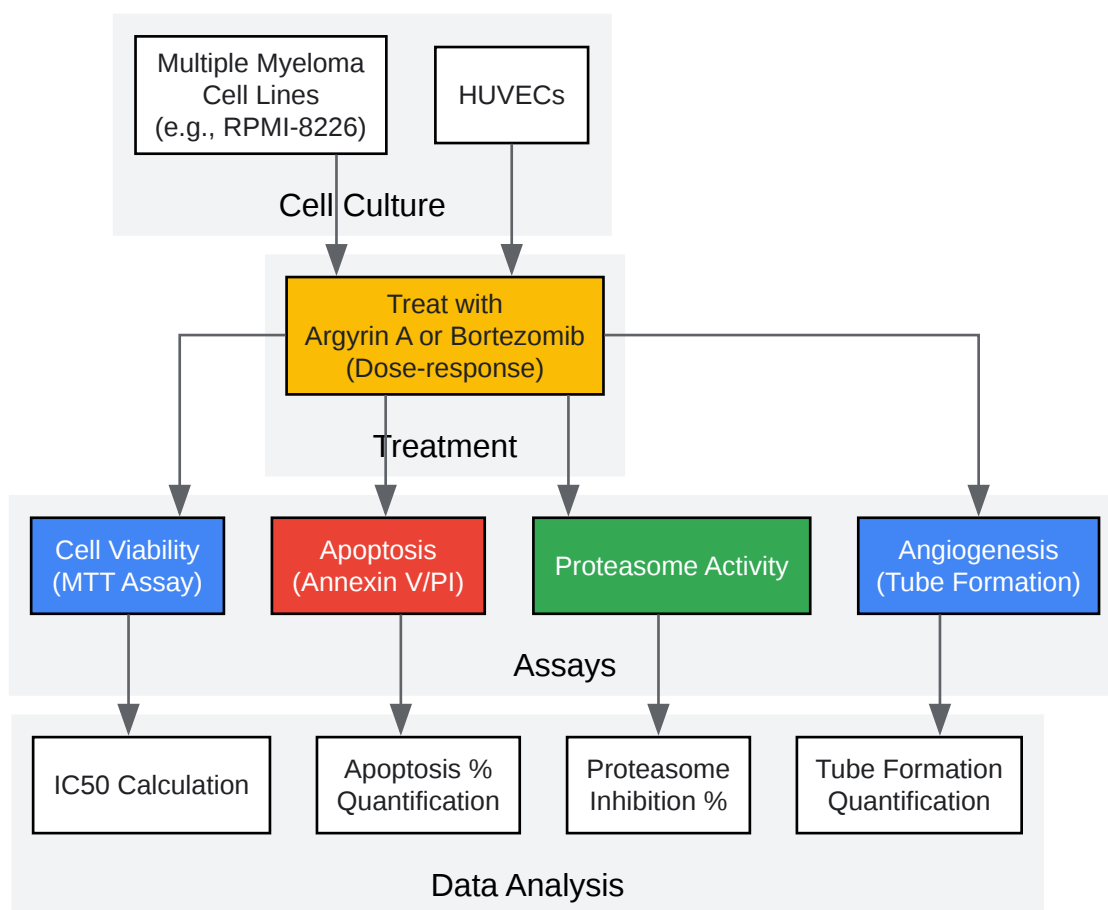 Multiple Myeloma
Cell Lines
(e.g., RPMI-8226)
HUVECs
Cell Culture
Treat with
Argyrin A or Bortezomib
(Dose-response)
Treatment
Cell Viability
(MTT Assay)
Apoptosis
(Annexin V/PI)
Proteasome Activity
Angiogenesis
(Tube Formation)
Assays
IC50 Calculation
Apoptosis %
Quantification
Proteasome
Inhibition %
Tube Formation
Quantification
Data Analysis